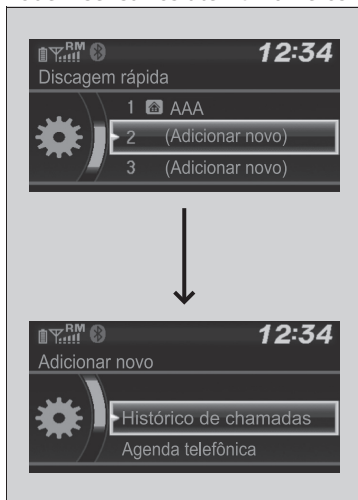 RM
12:34
Discagem rápida
1 AAA
2 (Adicionar novo)
3 (Adicionar novo)
RM
12:34
Adicionar novo
Histórico de chamadas
Agenda telefônica